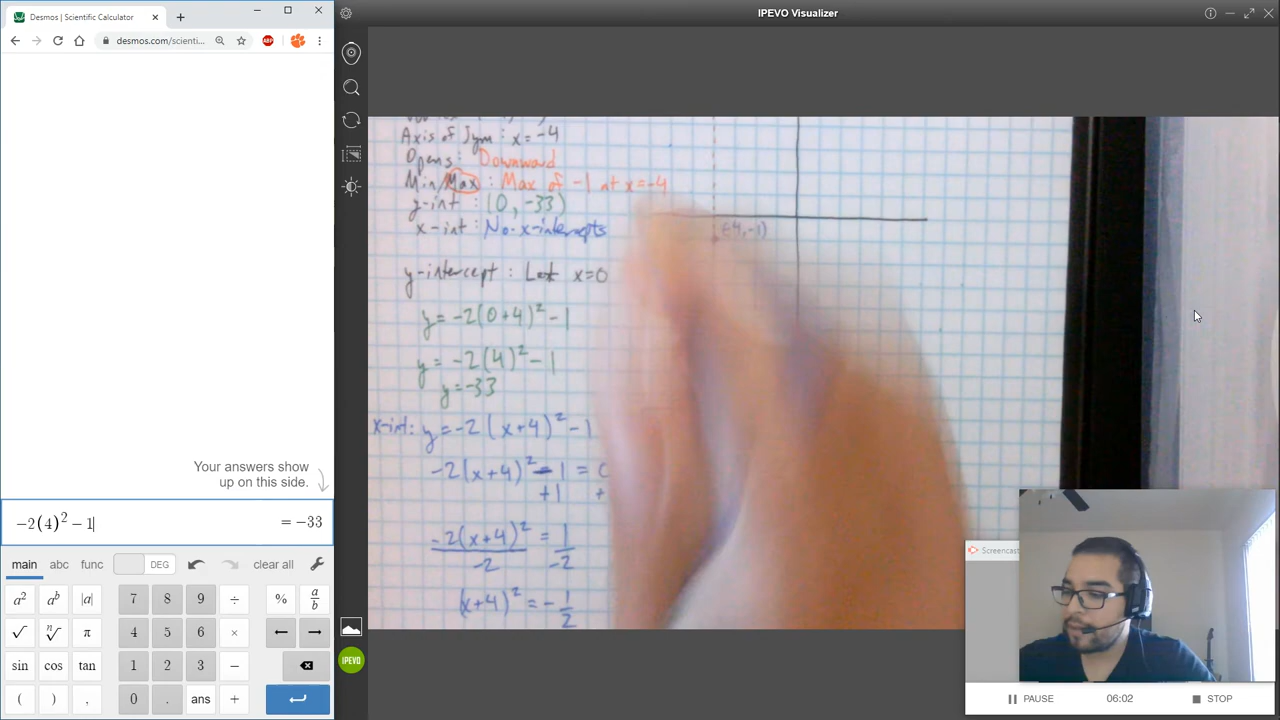 Desmos | Scientific Calculator
desmos.com/scienti
ABP
IPEVO Visualizer
Axis of Sym : x = -4
Opens : Downward
Min/Max : Max of -1 at x = -4
y-int : (0, -33)
x-int : No x-intercepts
(-4, -1)
y-intercept : Let x=0
y = -2(0+4)² - 1
y = -2(4)² - 1
y = -33
x-int: y = -2(x+4)² - 1
-2(x+4)² - 1 = 0
+1 +
-2(x+4)² = 1
-2 -2
(x+4)² = -1/2
Your answers show
up on this side.
-2(4)² - 1
= -33
main abc func DEG clear all
a² aᵇ |a| 7 8 9 ÷ % a/b
√ ⁿ√ π 4 5 6 × ← →
sin cos tan 1 2 3 −
( ) , 0 . ans +
IPEVO
Screencast
PAUSE 06:02 STOP